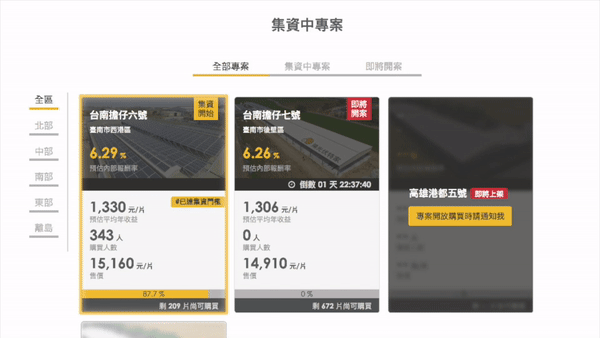 集資中專案
全部專案
集資中專案
即將開案
全區
北部
中部
南部
東部
離島
集資
開始
台南擔仔六號
臺南市西港區
6.29 %
預估內部報酬率
#已達集資門檻
1,330 元/片
預估平均年收益
343 人
購買人數
15,160 元/片
售價
87.7 %
剩 209 片尚可購買
即將
開案
台南擔仔七號
臺南市後壁區
6.26 %
預估內部報酬率
倒數 01 天 22:37:40
1,306 元/片
預估平均年收益
0 人
購買人數
14,910 元/片
售價
0 %
剩 672 片尚可購買
高雄港都五號 即將上架
專案開放購買時請通知我